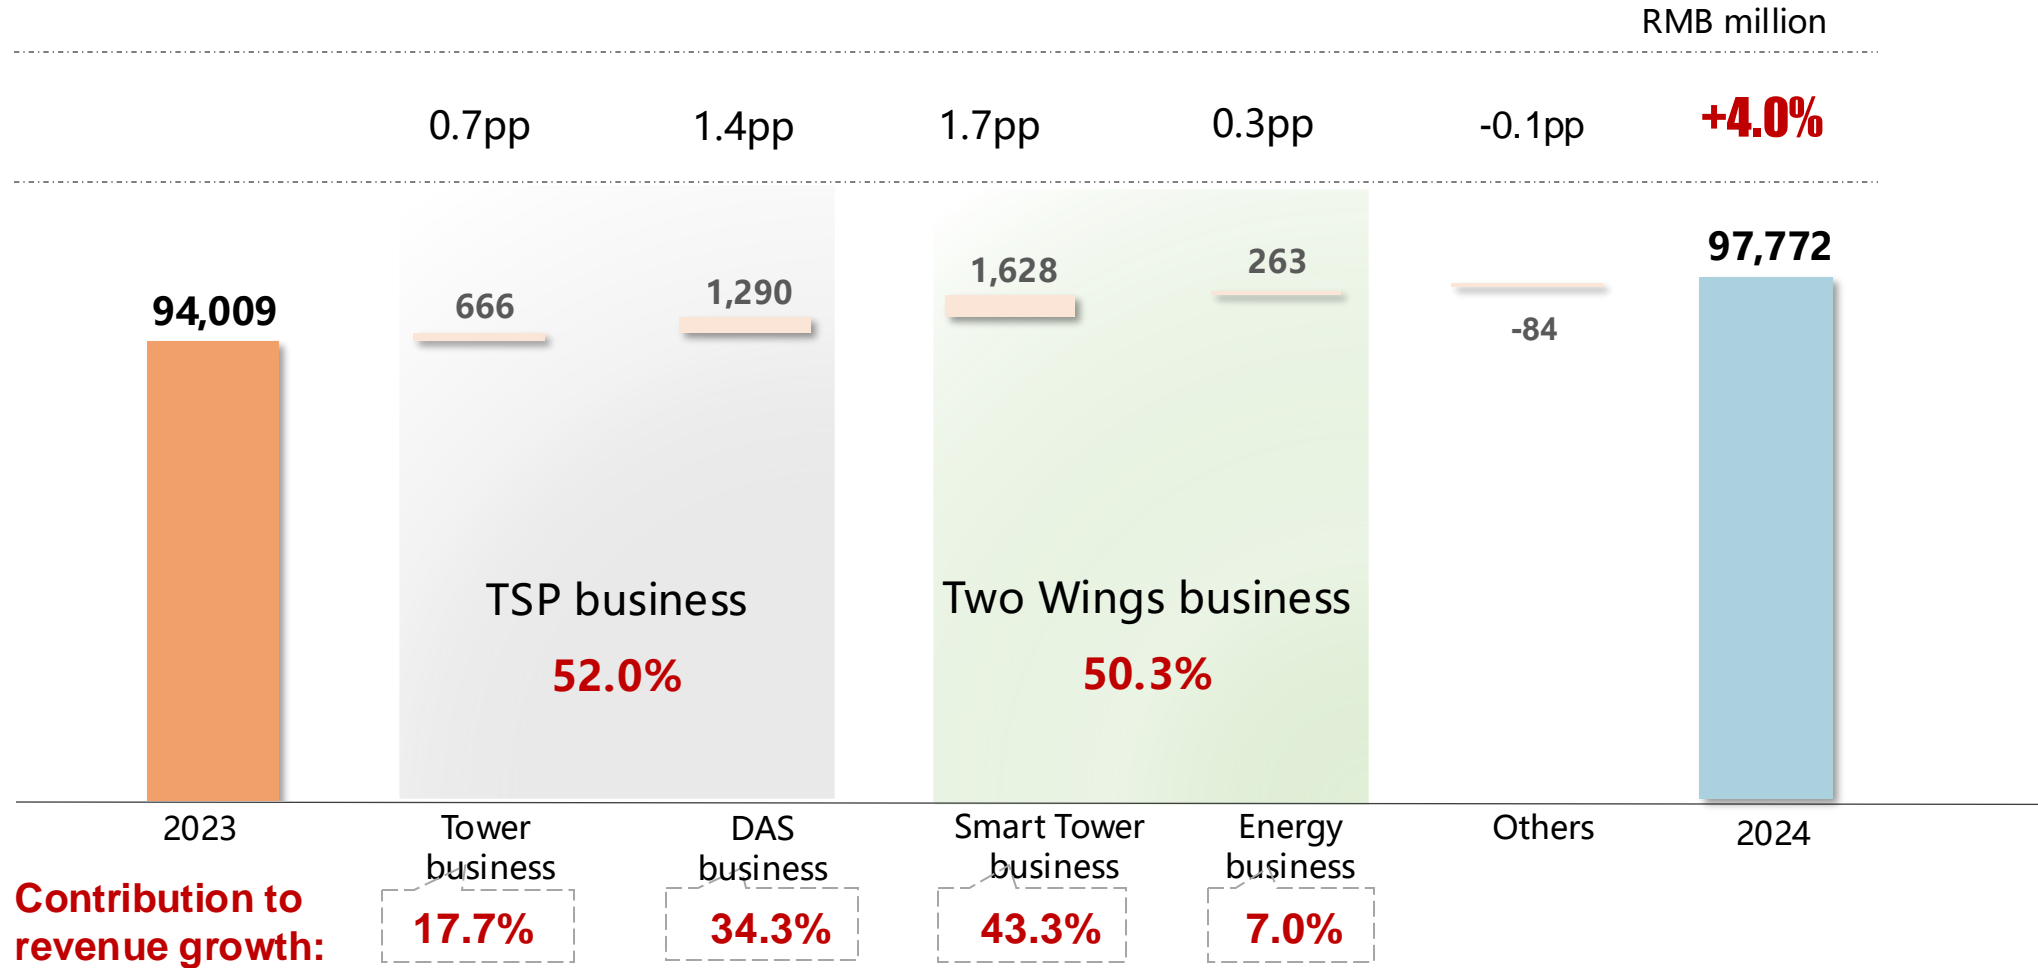 RMB million
0.7pp
1.4pp
1.7pp
0.3pp
-0.1pp
+4.0%
94,009
666
1,290
1,628
263
-84
97,772
TSP business
52.0%
Two Wings business
50.3%
2023
Tower
business
DAS
business
Smart Tower
business
Energy
business
Others
2024
Contribution to
revenue growth:
17.7%
34.3%
43.3%
7.0%